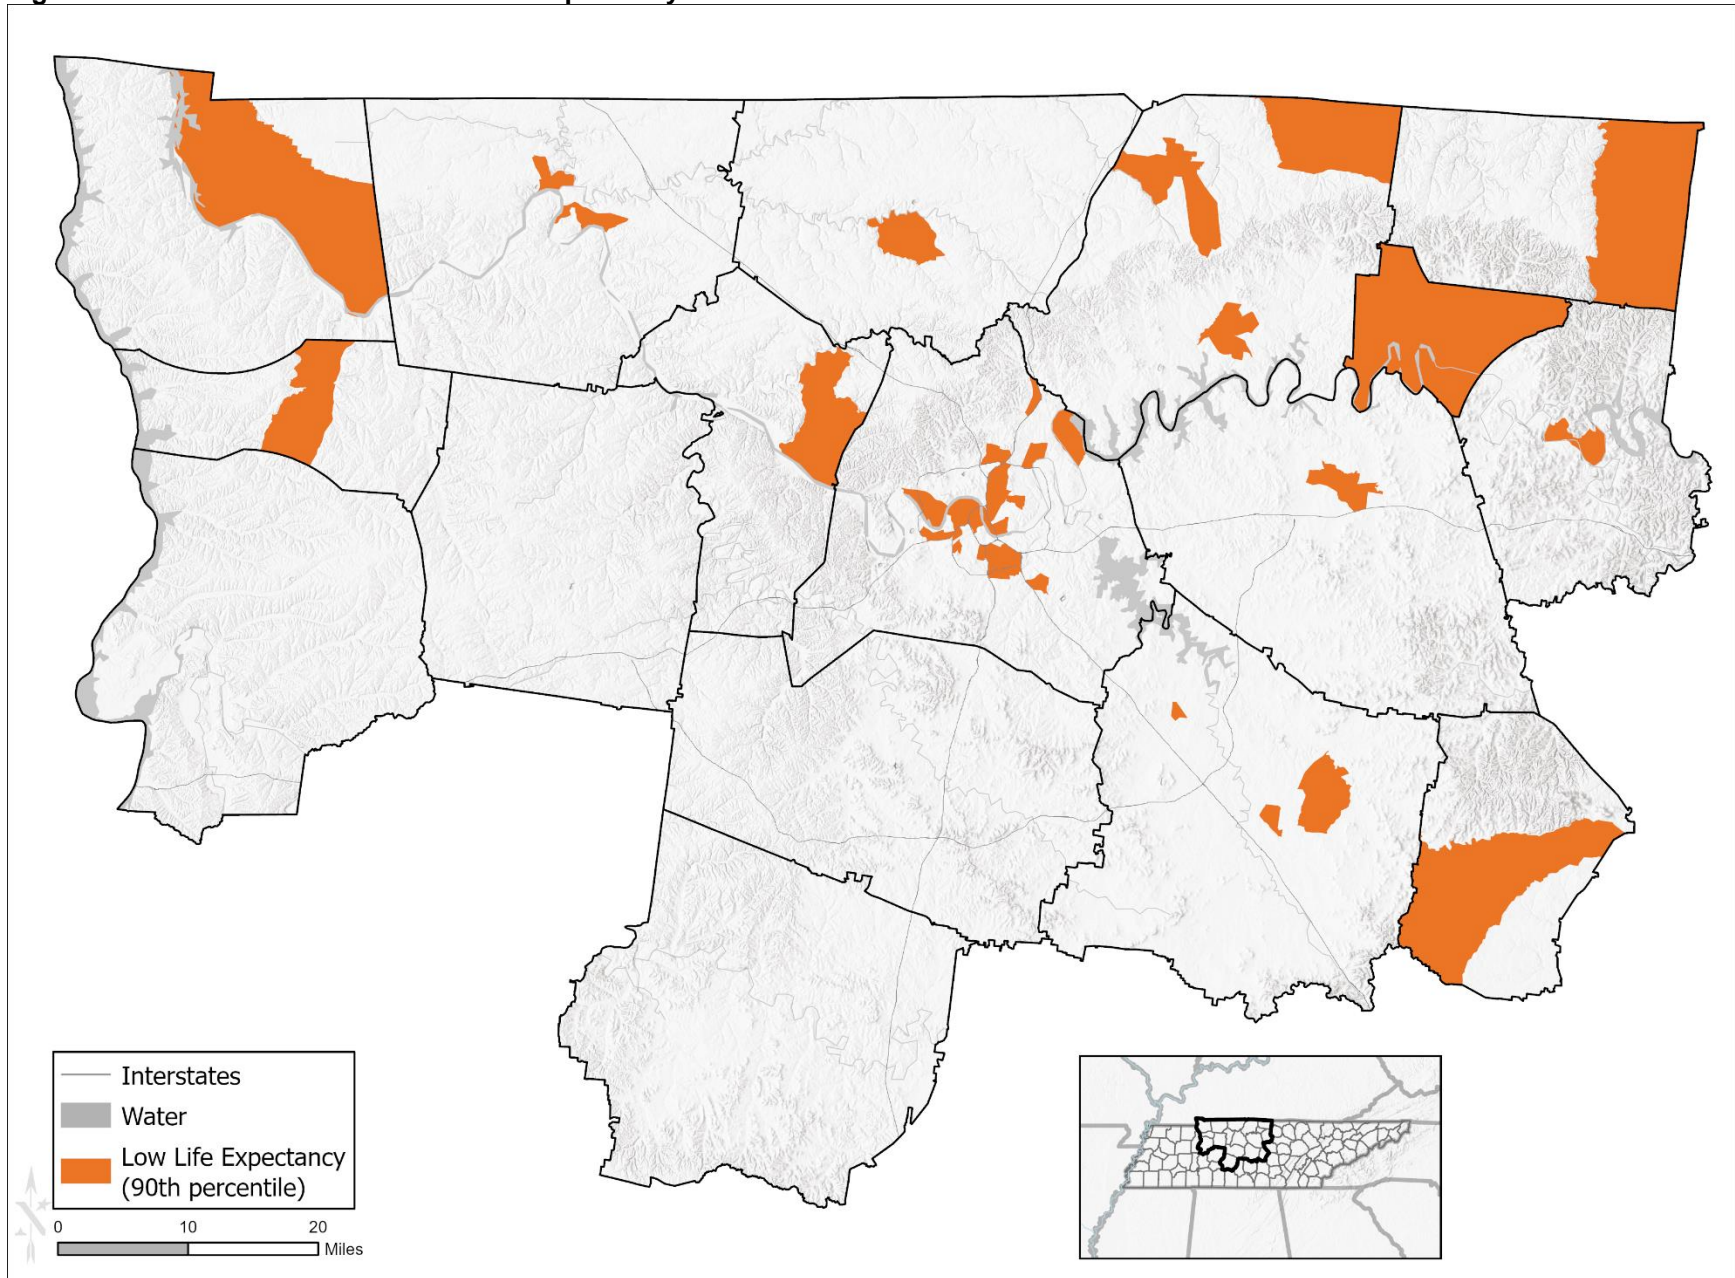 Interstates
Water
Low Life Expectancy
(90th percentile)
0 10 20
Miles